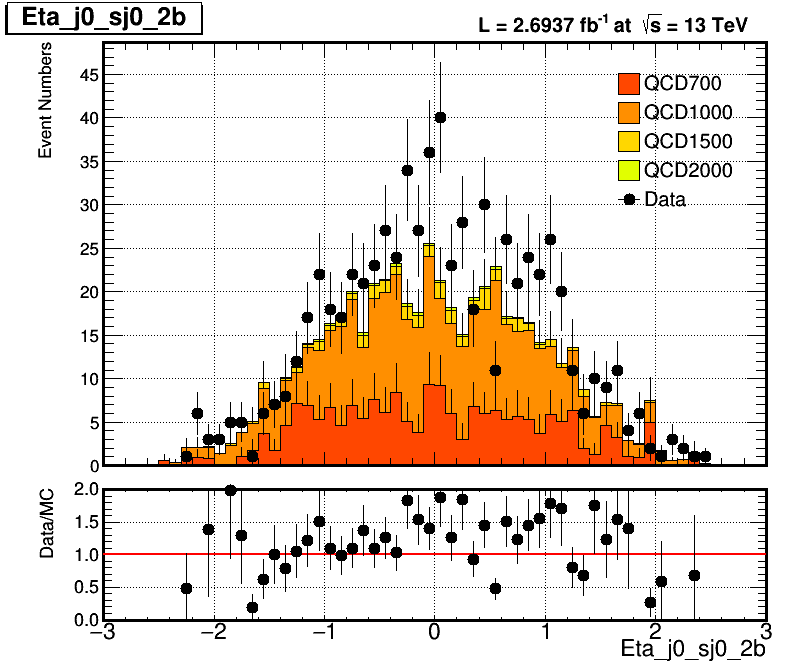 Eta_j0_sj0_2b
L = 2.6937 fb-1 at √s = 13 TeV
Event Numbers
45
40
35
30
25
20
15
10
5
0
QCD700
QCD1000
QCD1500
QCD2000
Data
Data/MC
2.0
1.5
1.0
0.5
0.0
−3 −2 −1 0 1 2 3
Eta_j0_sj0_2b